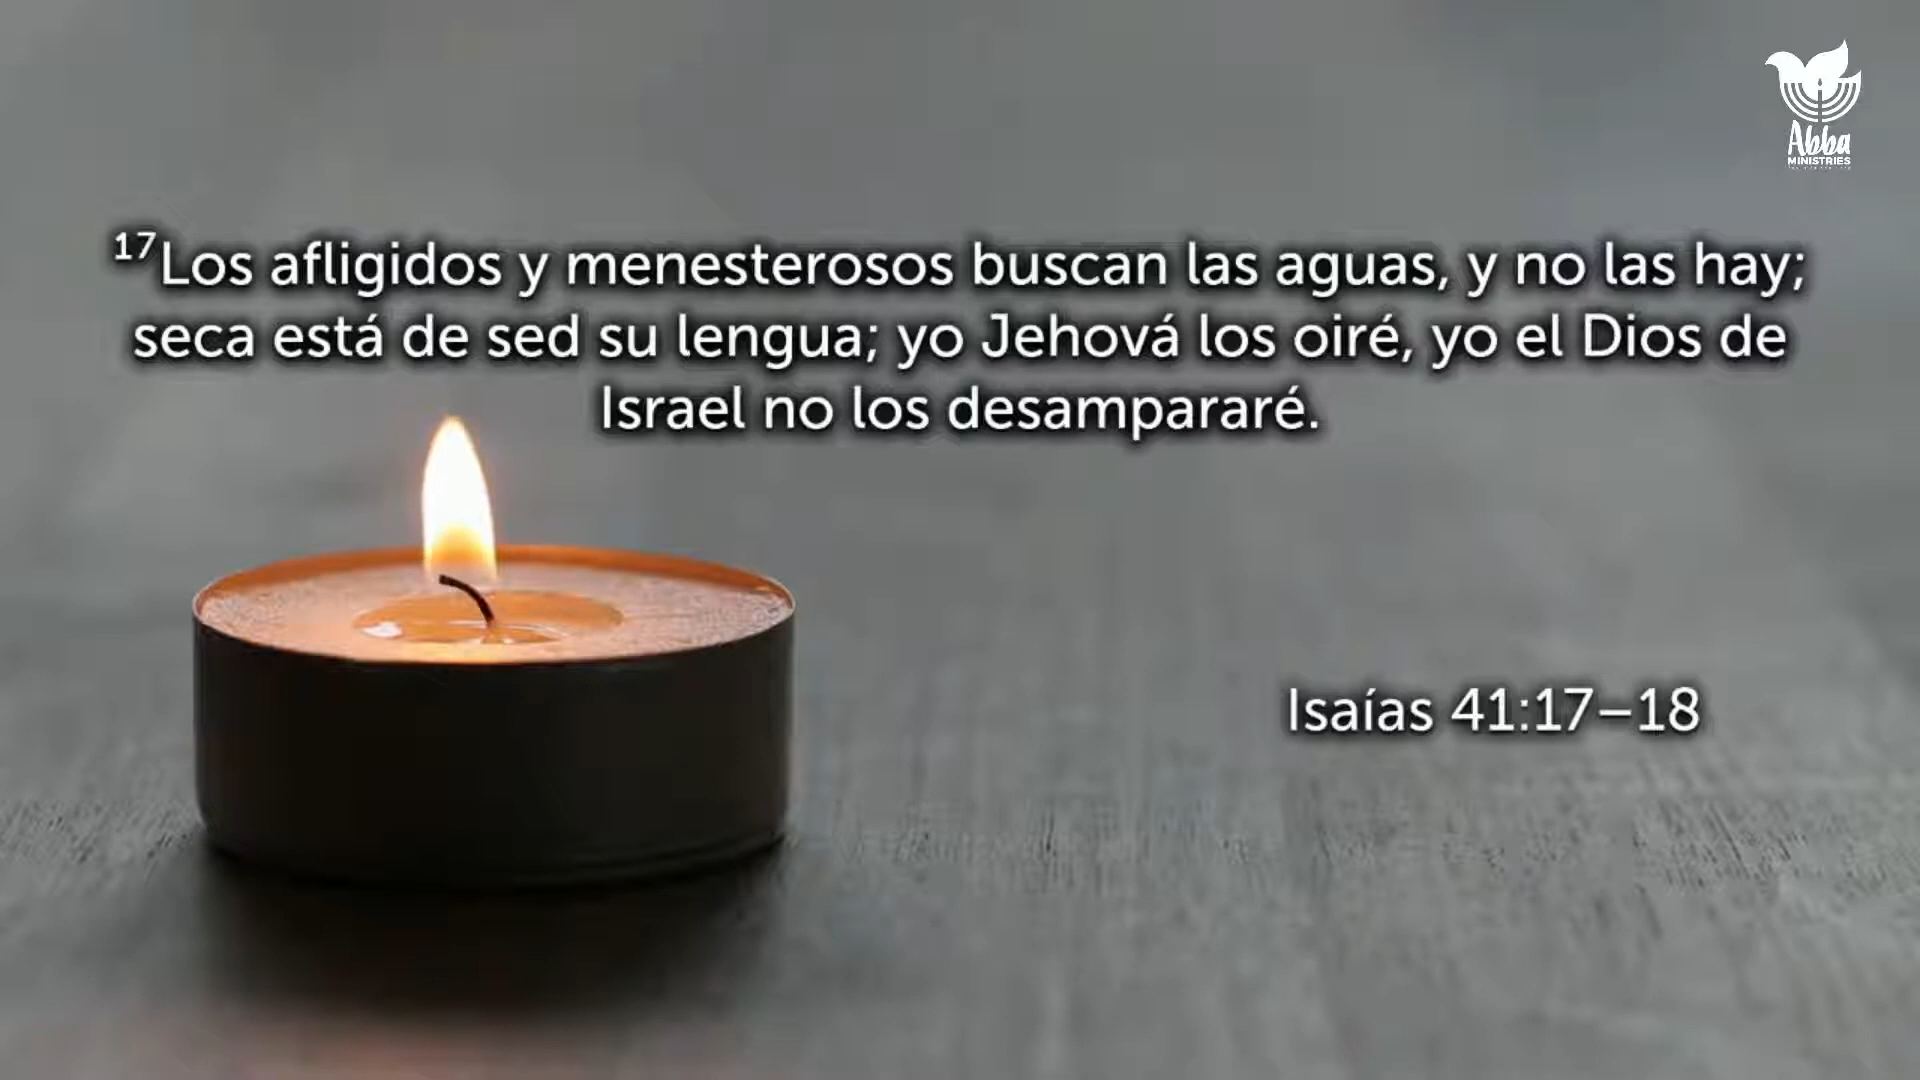 Abba
MINISTRIES
¹⁷Los afligidos y menesterosos buscan las aguas, y no las hay;
seca está de sed su lengua; yo Jehová los oiré, yo el Dios de
Israel no los desampararé.
Isaías 41:17–18